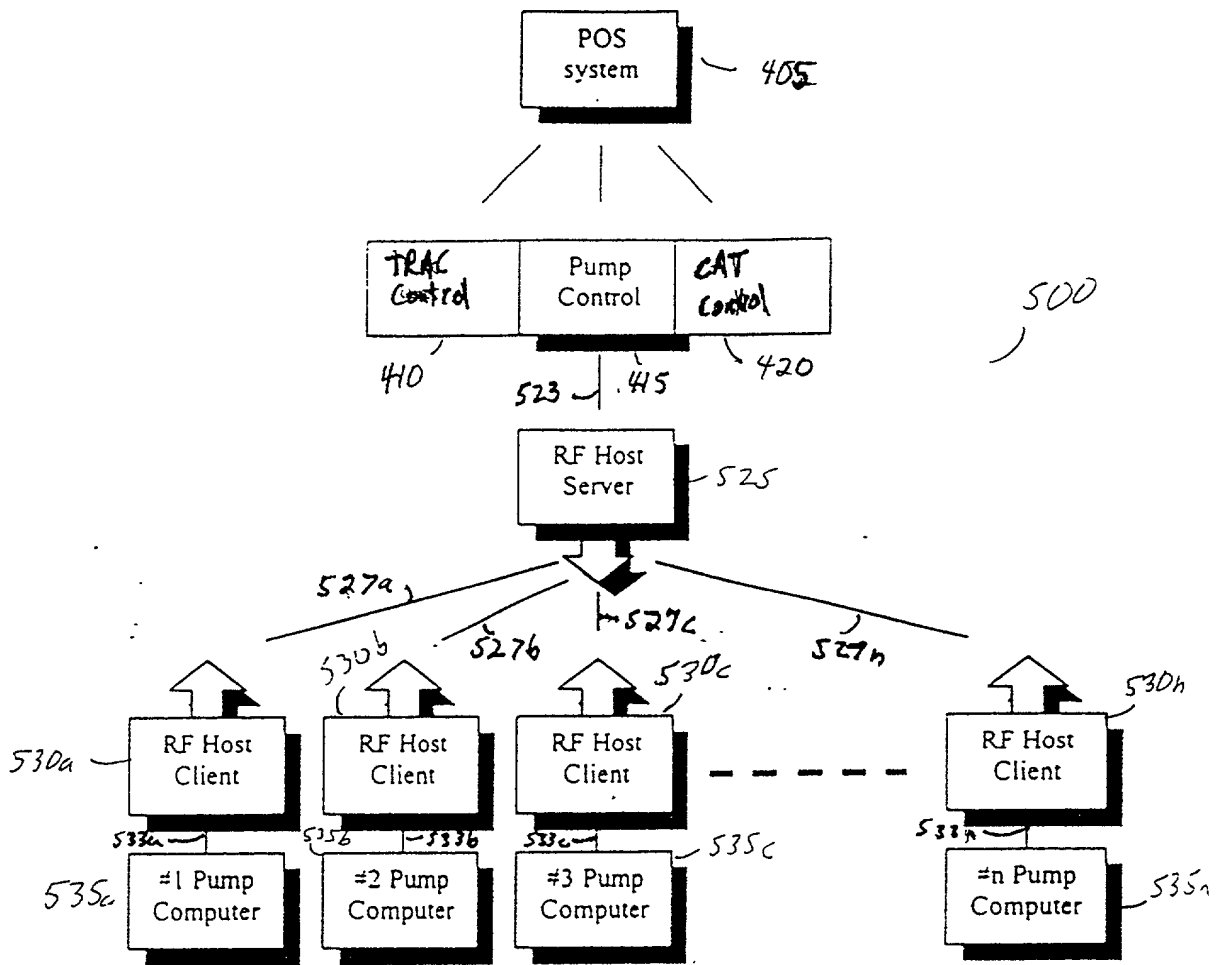 POS
system
405
TRAC
Control
Pump
Control
CAT
Control
500
410
415
420
523
RF Host
Server
525
527a
527b
527c
527n
530b
530c
530n
530a
RF Host
Client
RF Host
Client
RF Host
Client
RF Host
Client
533a
535b
533b
533c
535c
533n
535a
#1 Pump
Computer
#2 Pump
Computer
#3 Pump
Computer
#n Pump
Computer
535n